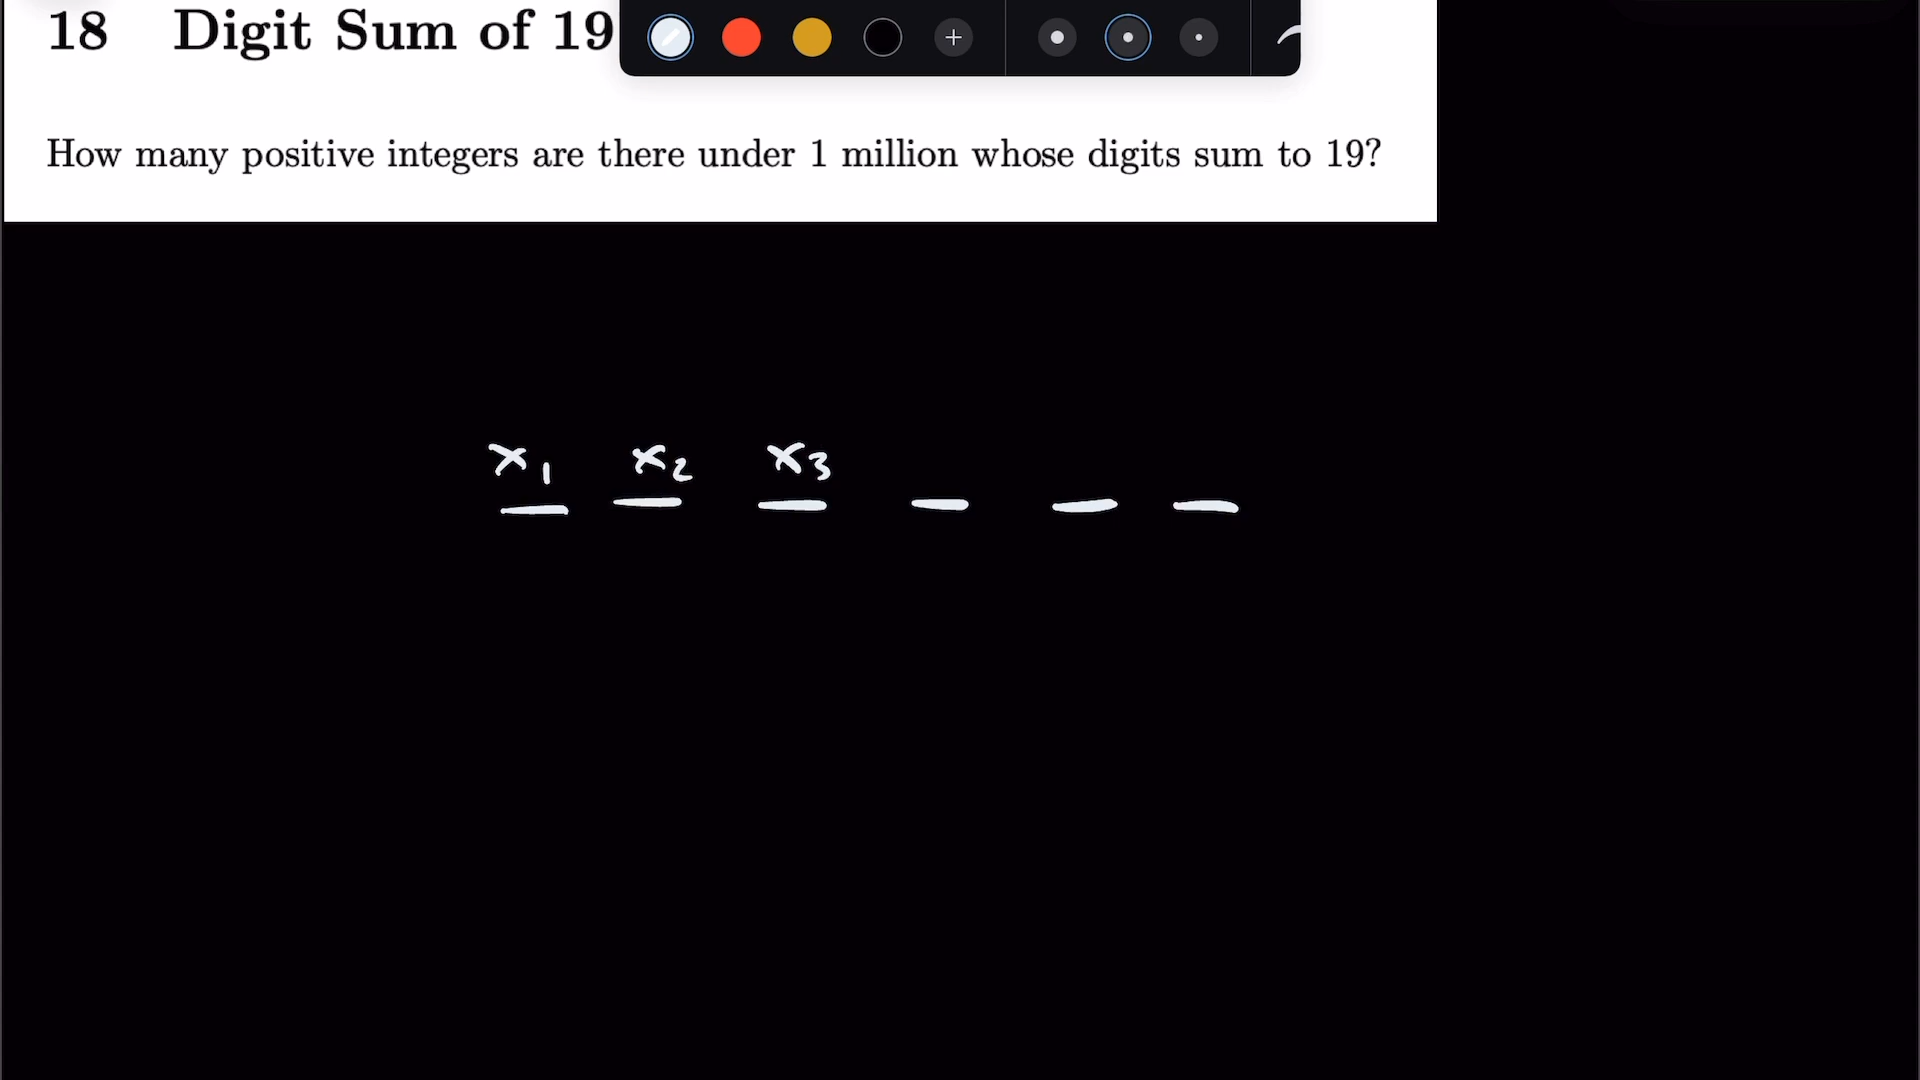 18 Digit Sum of 19
How many positive integers are there under 1 million whose digits sum to 19?
x₁ x₂ x₃